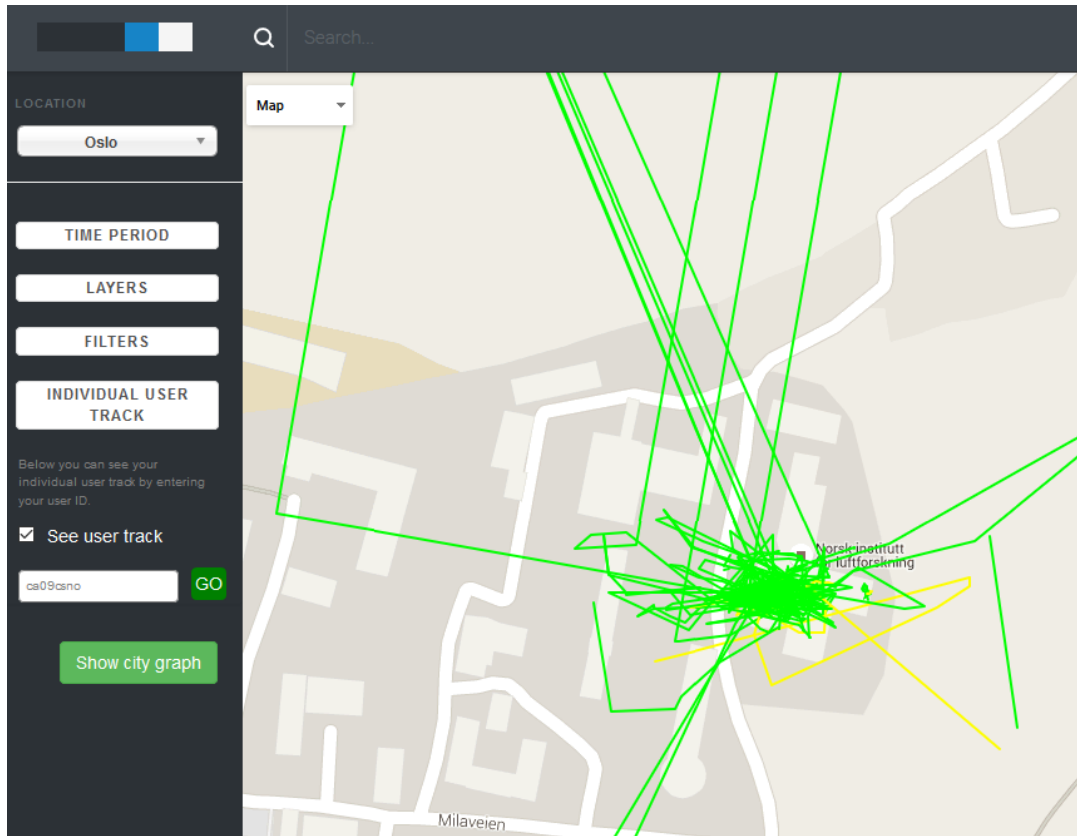 Search...
LOCATION
Oslo
TIME PERIOD
LAYERS
FILTERS
INDIVIDUAL USER
TRACK
Below you can see your
individual user track by entering
your user ID.
See user track
ca09csno
GO
Show city graph
Map
Norsk institutt
for luftforskning
Milaveien